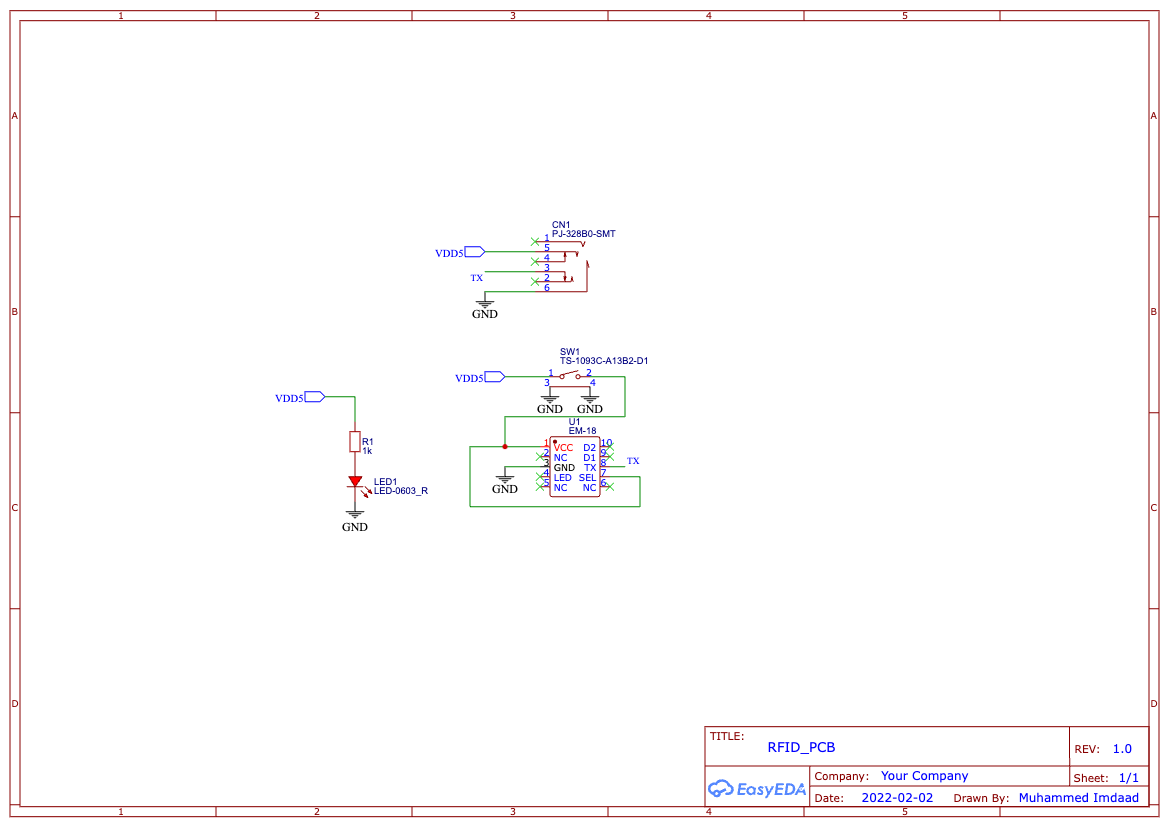 1 2 3 4 5
A A
CN1
PJ-328B0-SMT
1
VDD5 5
4
3
TX 2
6
GND
B B
SW1
TS-1093C-A13B2-D1
VDD5 1 2
3 4
VDD5
GND GND
U1
EM-18
R1
1k
1 VCC D2 10
2 NC D1 9
3 GND TX 8 TX
4 LED SEL 7
5 NC NC 6
GND
LED1
LED-0603_R
C C
GND
D D
TITLE:
RFID_PCB
REV: 1.0
EasyEDA
Company: Your Company
Sheet: 1/1
Date: 2022-02-02 Drawn By: Muhammed Imdaad
1 2 3 4 5